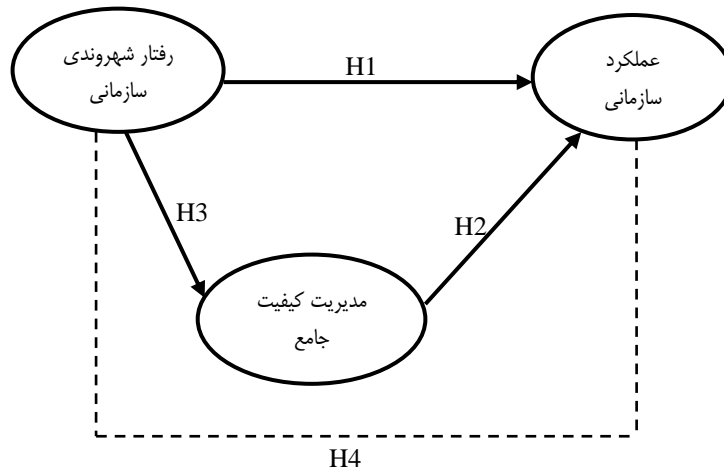 رفتار شهروندی
سازمانی
H1
عملکرد
سازمانی
H3
H2
مدیریت کیفیت
جامع
H4